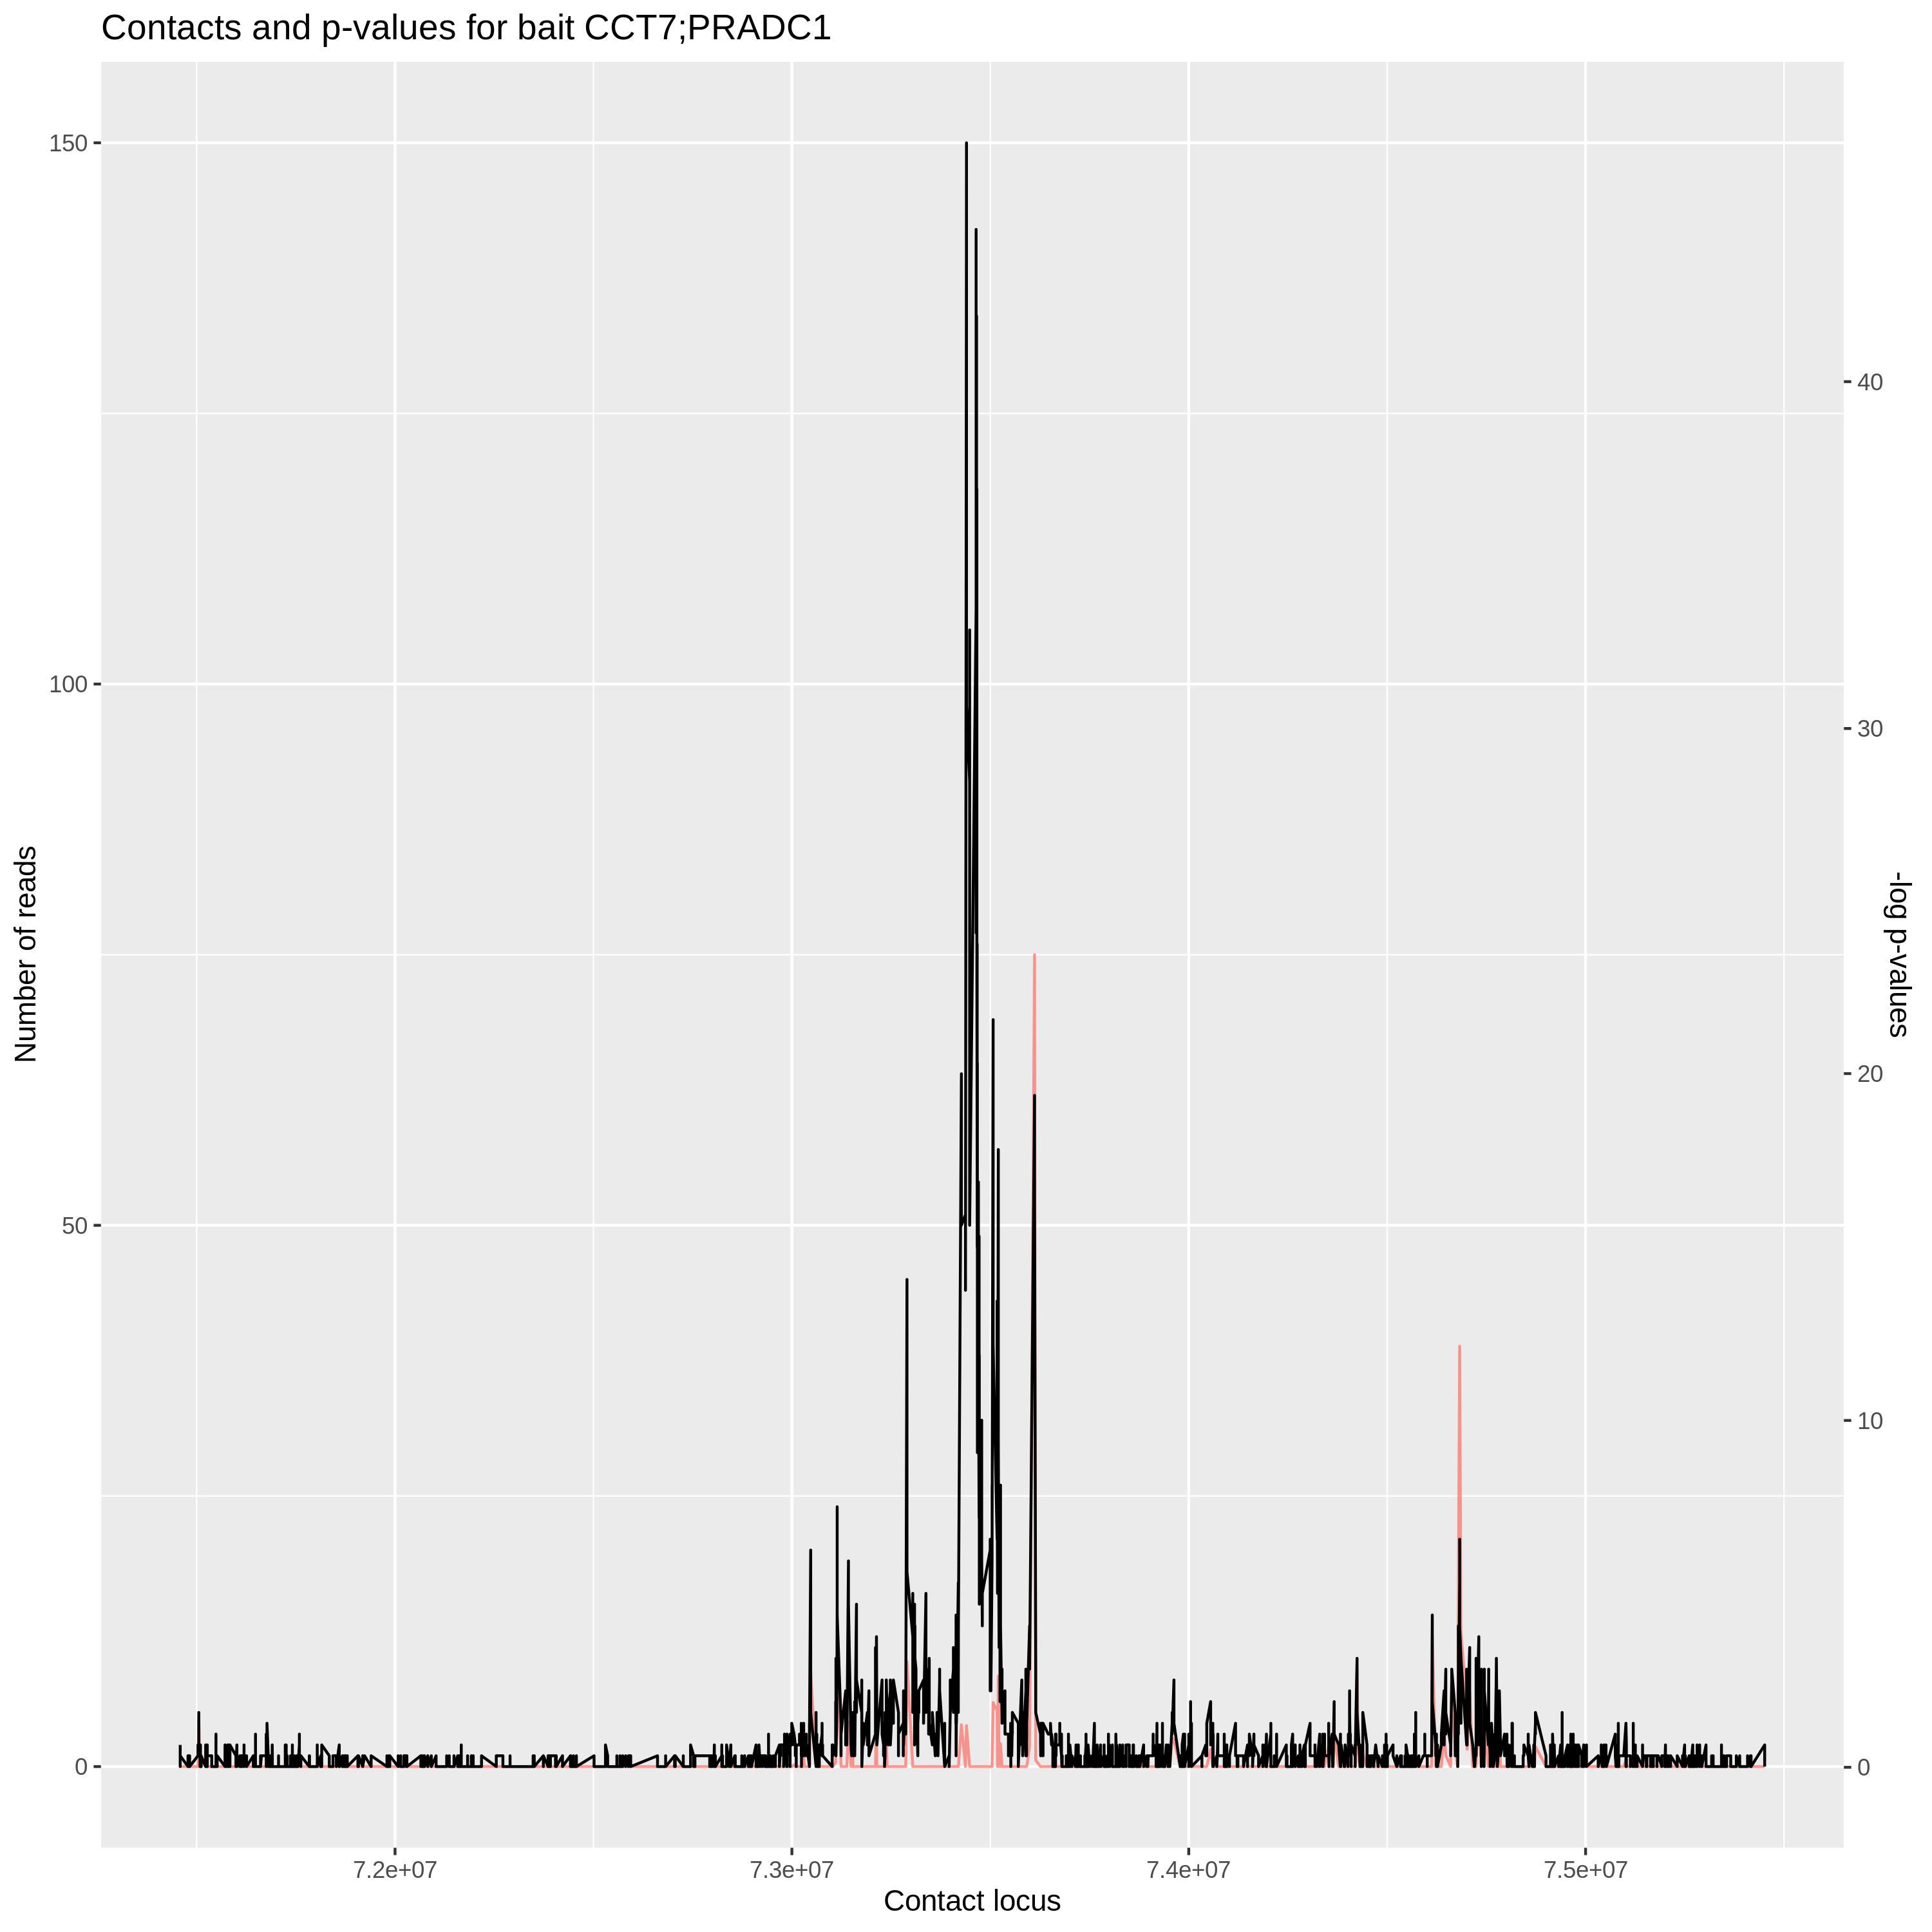 Contacts and p-values for bait CCT7;PRADC1
150
100
50
0
Number of reads
40
30
20
10
0
-log p-values
7.2e+07
7.3e+07
7.4e+07
7.5e+07
Contact locus